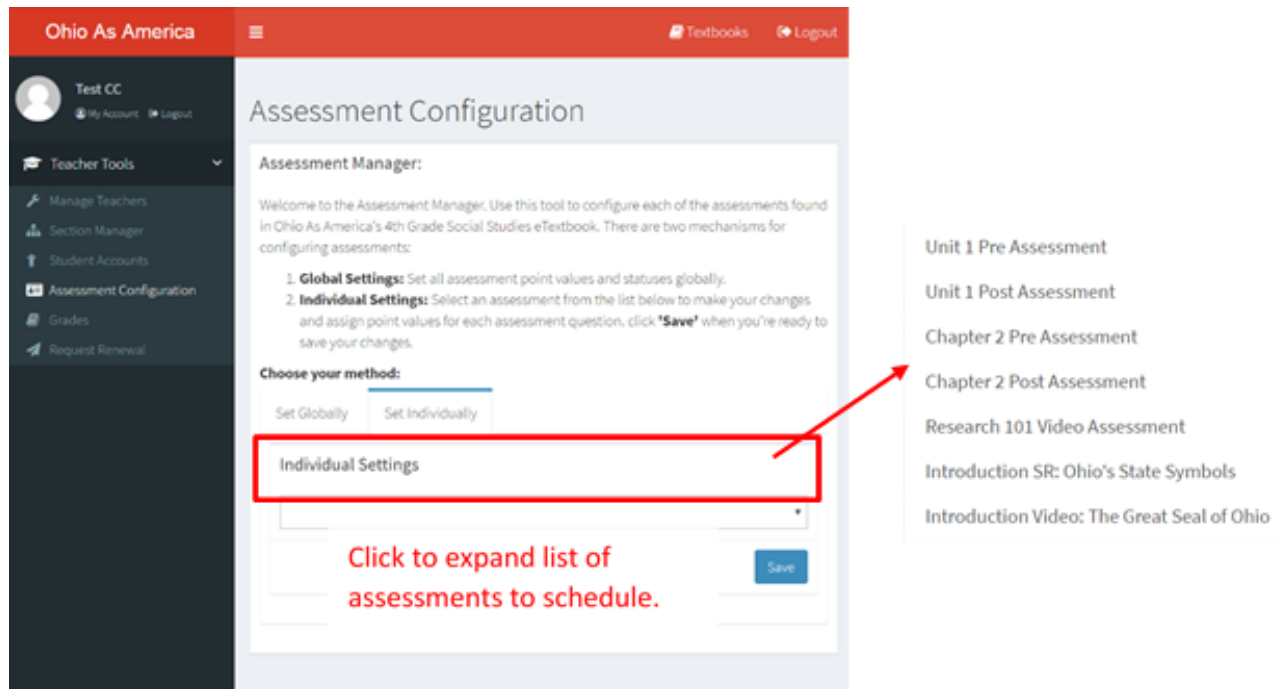 Ohio As America
Textbooks
Logout
Test CC
My Account Logout
Teacher Tools
Manage Teachers
Section Manager
Student Accounts
Assessment Configuration
Grades
Request Renewal
Assessment Configuration
Assessment Manager:
Welcome to the Assessment Manager. Use this tool to configure each of the assessments found
in Ohio As America's 4th Grade Social Studies eTextbook. There are two mechanisms for
configuring assessments:
1. Global Settings: Set all assessment point values and statuses globally.
2. Individual Settings: Select an assessment from the list below to make your changes
and assign point values for each assessment question, click 'Save' when you're ready to
save your changes.
Choose your method:
Set Globally
Set Individually
Individual Settings
Click to expand list of
assessments to schedule.
Save
Unit 1 Pre Assessment
Unit 1 Post Assessment
Chapter 2 Pre Assessment
Chapter 2 Post Assessment
Research 101 Video Assessment
Introduction SR: Ohio's State Symbols
Introduction Video: The Great Seal of Ohio